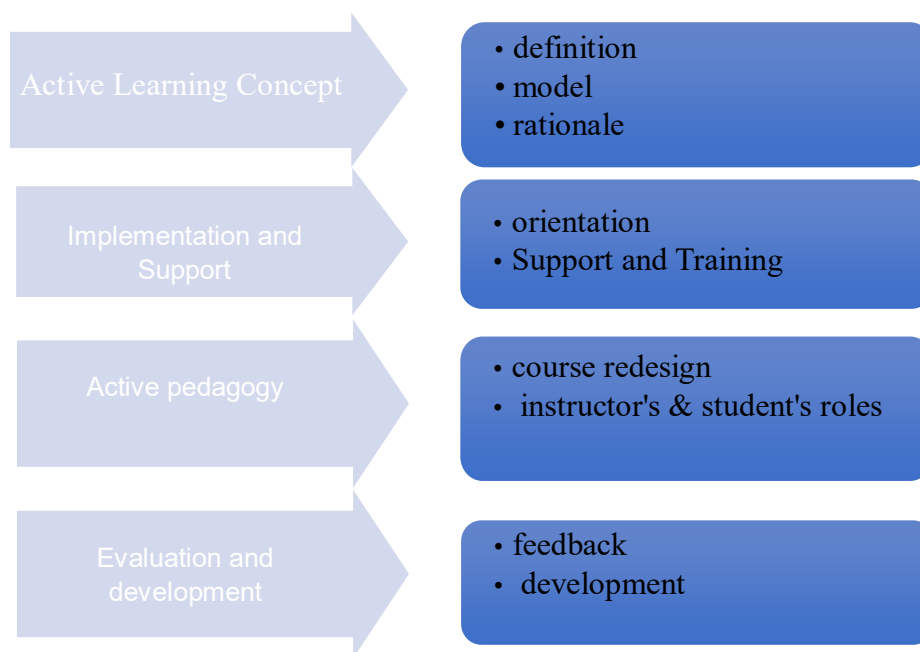 Active Learning Concept
• definition
• model
• rationale
Implementation and
Support
• orientation
• Support and Training
Active pedagogy
• course redesign
• instructor's & student's roles
Evaluation and
development
• feedback
• development